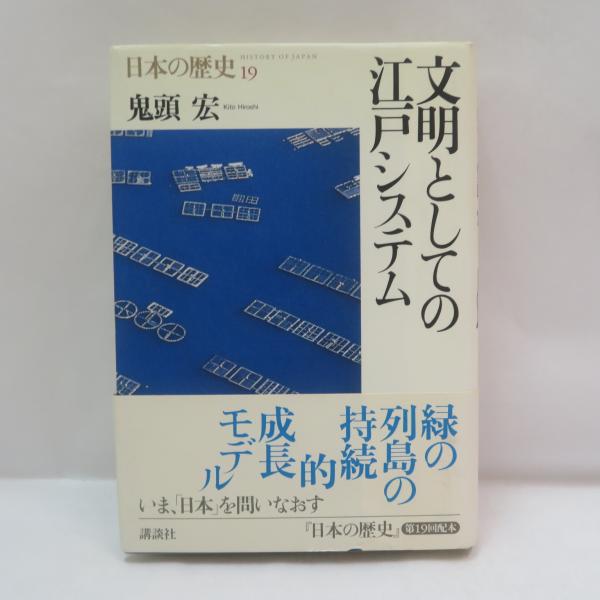 日本の歴史 19
HISTORY OF JAPAN
鬼頭 宏
Kito Hiroshi
文明としての
江戸システム
緑の
列島の
持続
的
成長
モデル
いま、「日本」を問いなおす
『日本の歴史』第19回配本
講談社